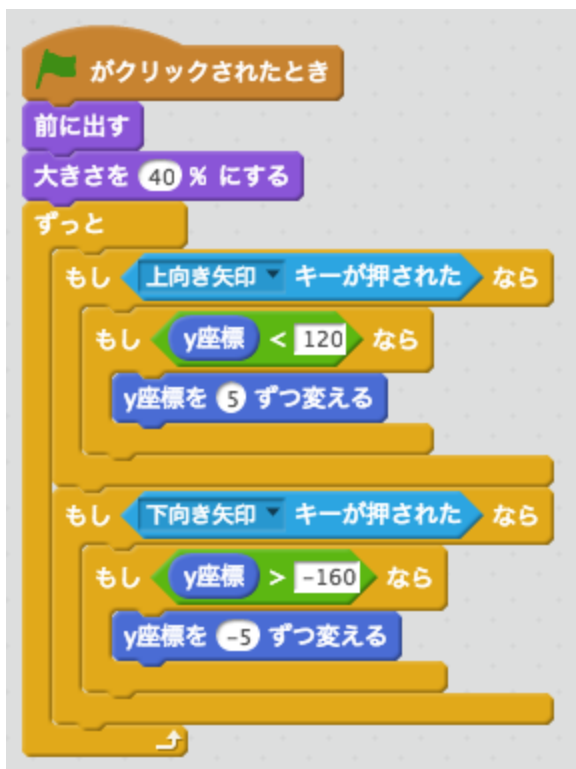 がクリックされたとき
前に出す
大きさを 40 % にする
ずっと
もし 上向き矢印 キーが押された なら
もし y座標 < 120 なら
y座標を 5 ずつ変える
もし 下向き矢印 キーが押された なら
もし y座標 > -160 なら
y座標を -5 ずつ変える